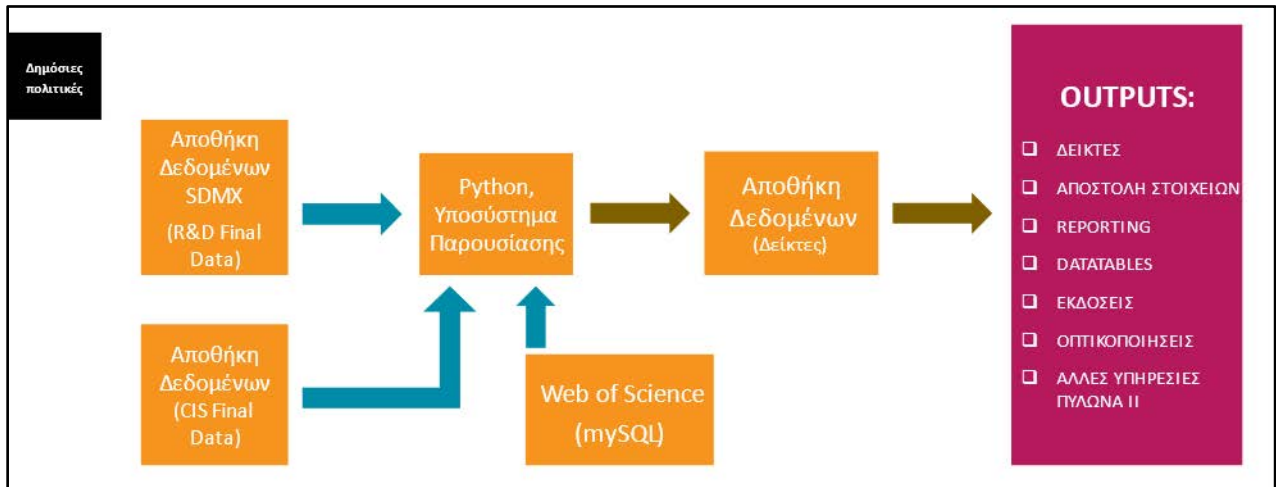 Δημόσιες
πολιτικές
Αποθήκη
Δεδομένων
SDMX
(R&D Final
Data)
Python,
Υποσύστημα
Παρουσίασης
Αποθήκη
Δεδομένων
(Δείκτες)
Αποθήκη
Δεδομένων
(CIS Final
Data)
Web of Science
(mySQL)
OUTPUTS:
ΔΕΙΚΤΕΣ
ΑΠΟΣΤΟΛΗ ΣΤΟΙΧΕΙΩΝ
REPORTING
DATATABLES
ΕΚΔΟΣΕΙΣ
ΟΠΤΙΚΟΠΟΙΗΣΕΙΣ
ΑΛΛΕΣ ΥΠΗΡΕΣΙΕΣ
ΠΥΛΩΝΑ ΙΙ